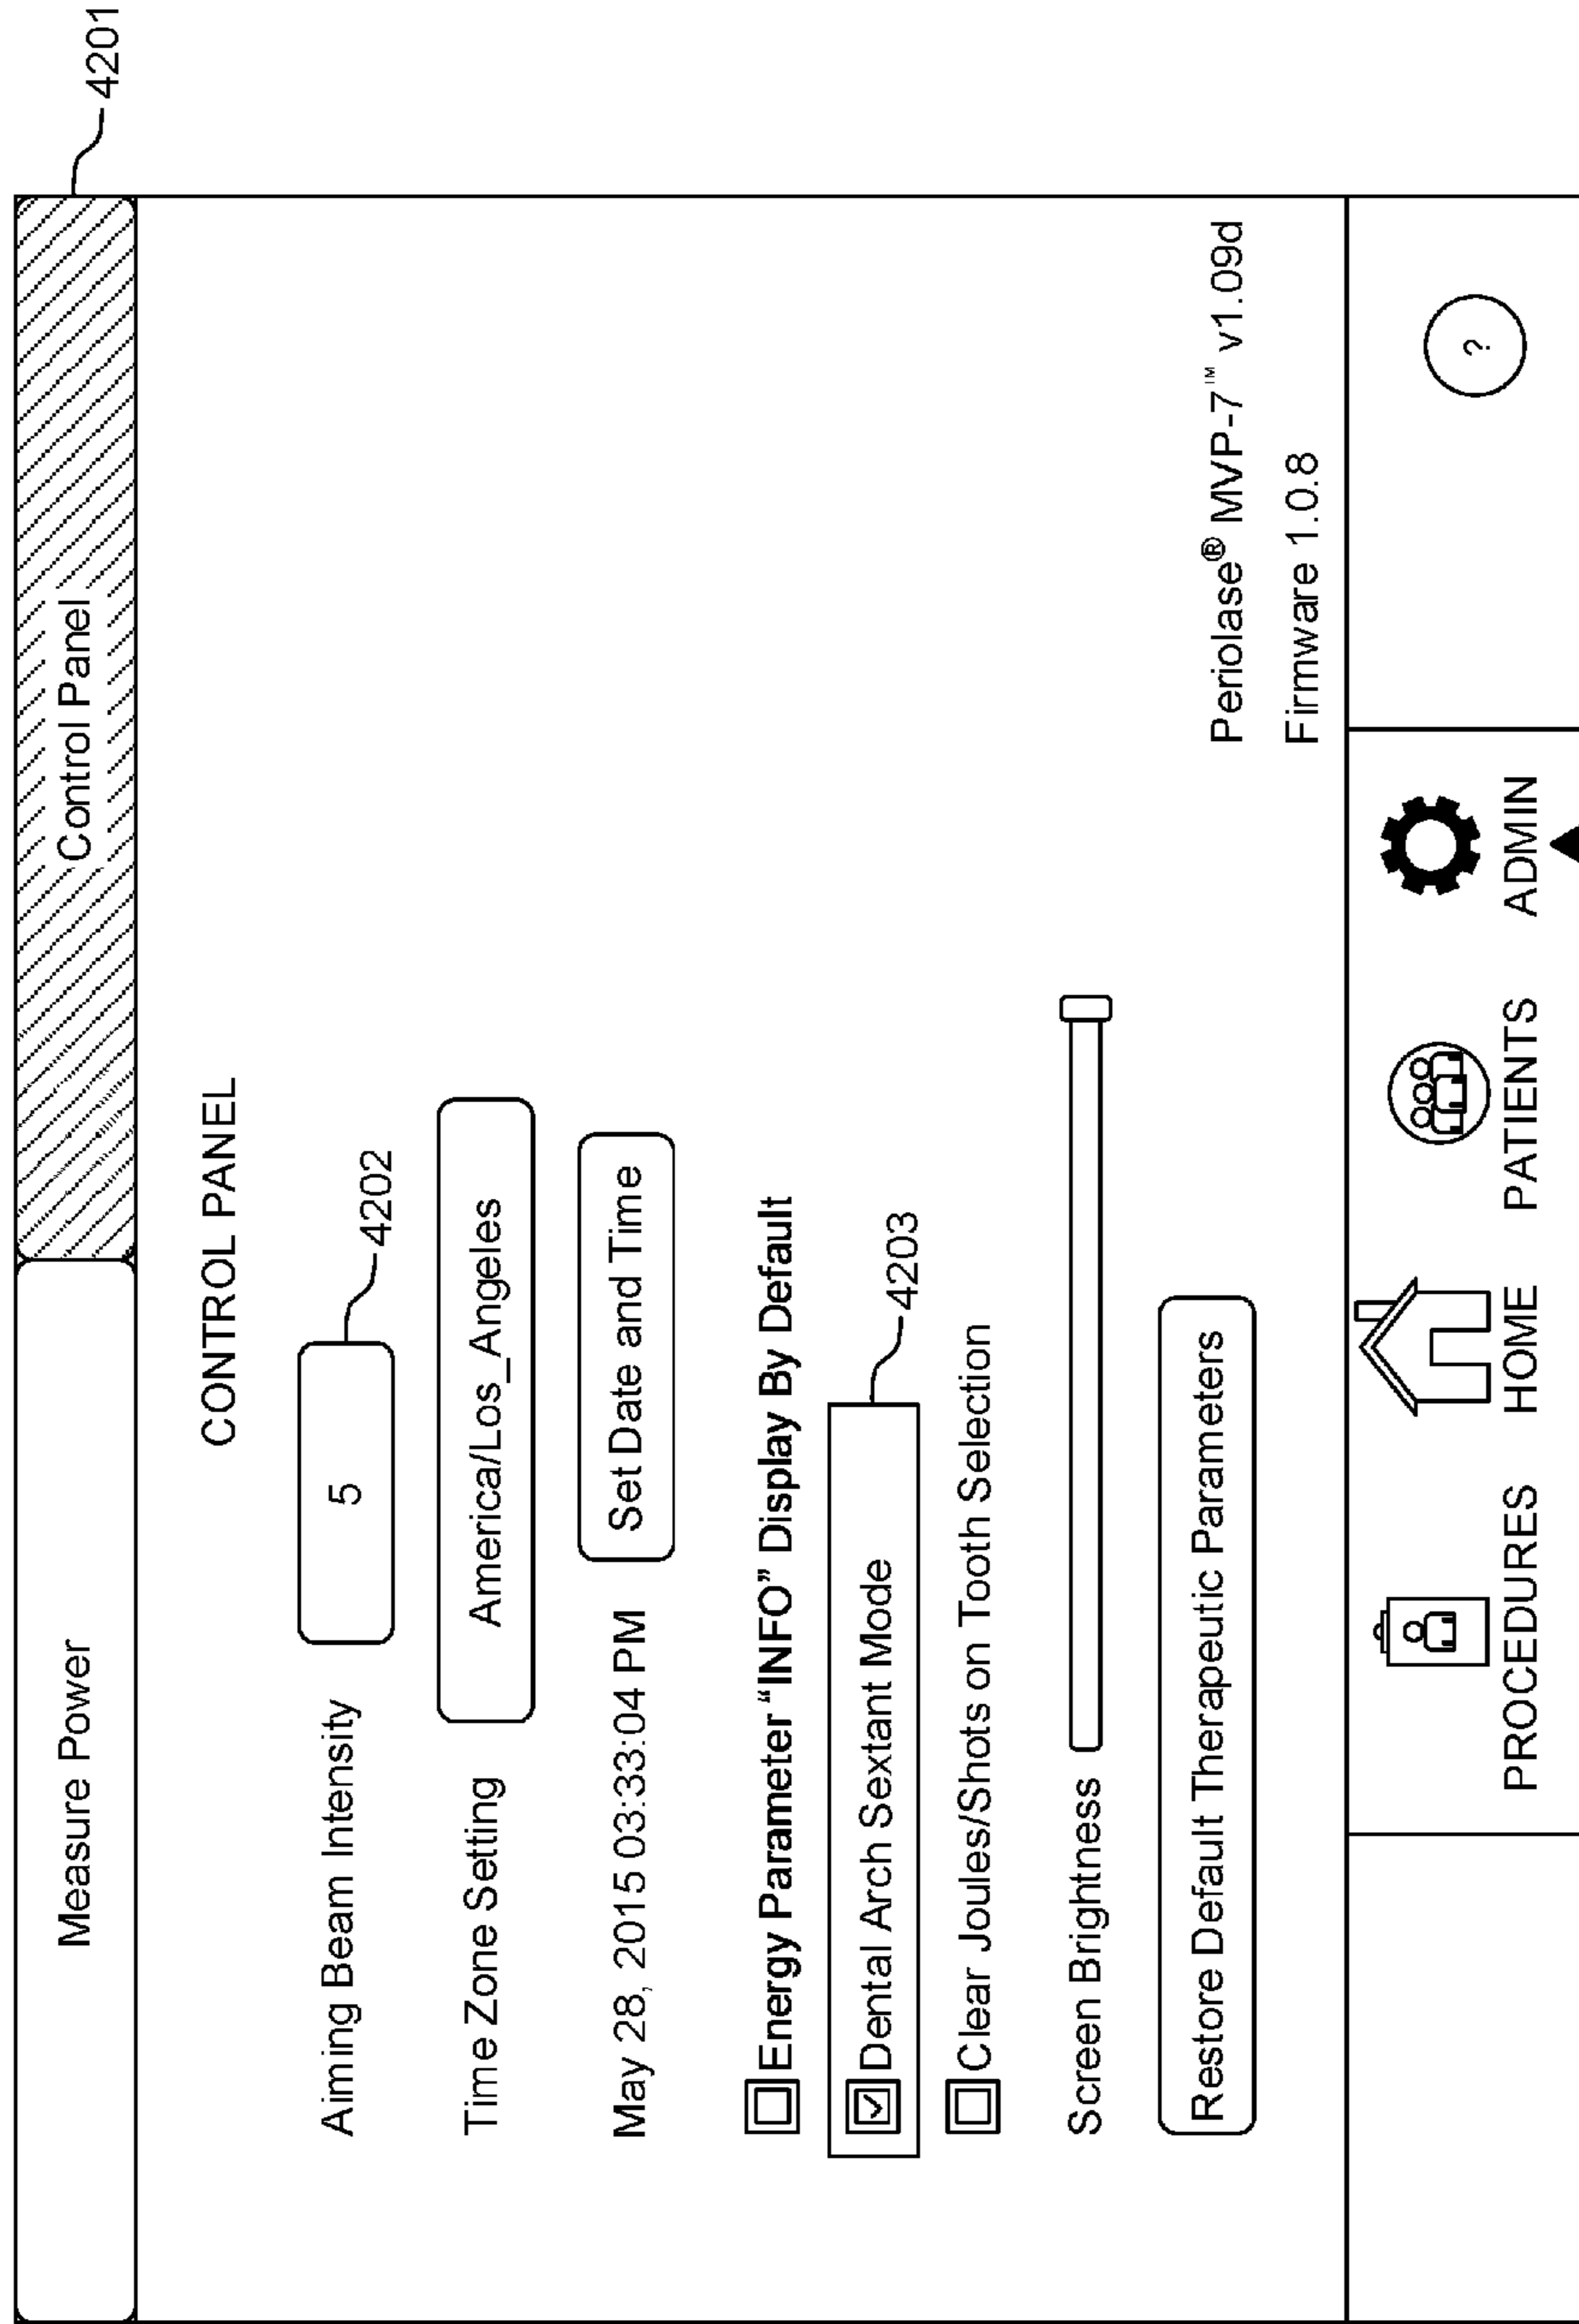 4201
Measure Power Control Panel
CONTROL PANEL
Aiming Beam Intensity 5
4202
Time Zone Setting America/Los_Angeles
May 28, 2015 03:33:04 PM Set Date and Time
Energy Parameter “INFO” Display By Default
4203
Dental Arch Sextant Mode
Clear Joules/Shots on Tooth Selection
Screen Brightness
Restore Default Therapeutic Parameters
Periolase® MVP-7™ v1.09d
Firmware 1.0.8
PROCEDURES HOME PATIENTS ADMIN ?